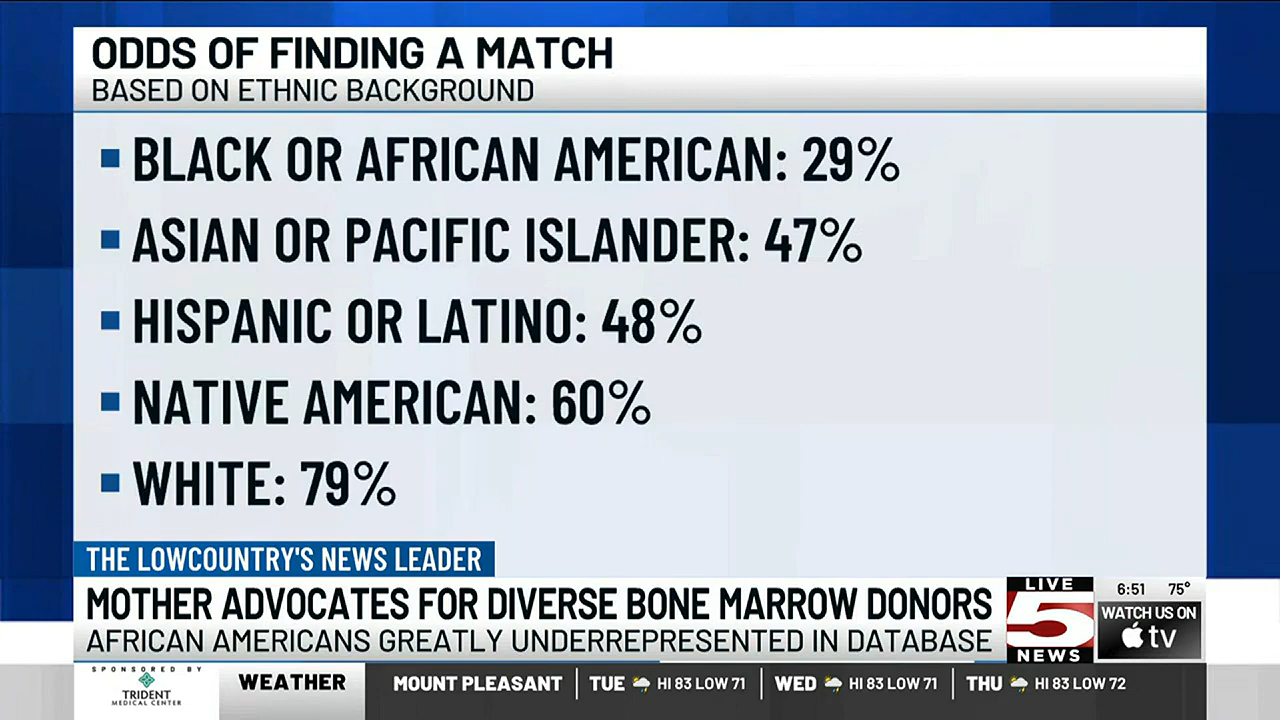 ODDS OF FINDING A MATCH
BASED ON ETHNIC BACKGROUND
BLACK OR AFRICAN AMERICAN: 29%
ASIAN OR PACIFIC ISLANDER: 47%
HISPANIC OR LATINO: 48%
NATIVE AMERICAN: 60%
WHITE: 79%
THE LOWCOUNTRY'S NEWS LEADER
MOTHER ADVOCATES FOR DIVERSE BONE MARROW DONORS
AFRICAN AMERICANS GREATLY UNDERREPRESENTED IN DATABASE
LIVE
5
NEWS
6:51 75°
WATCH US ON
tv
SPONSORED BY
TRIDENT
MEDICAL CENTER
WEATHER
MOUNT PLEASANT
TUE HI 83 LOW 71
WED HI 83 LOW 71
THU HI 83 LOW 72